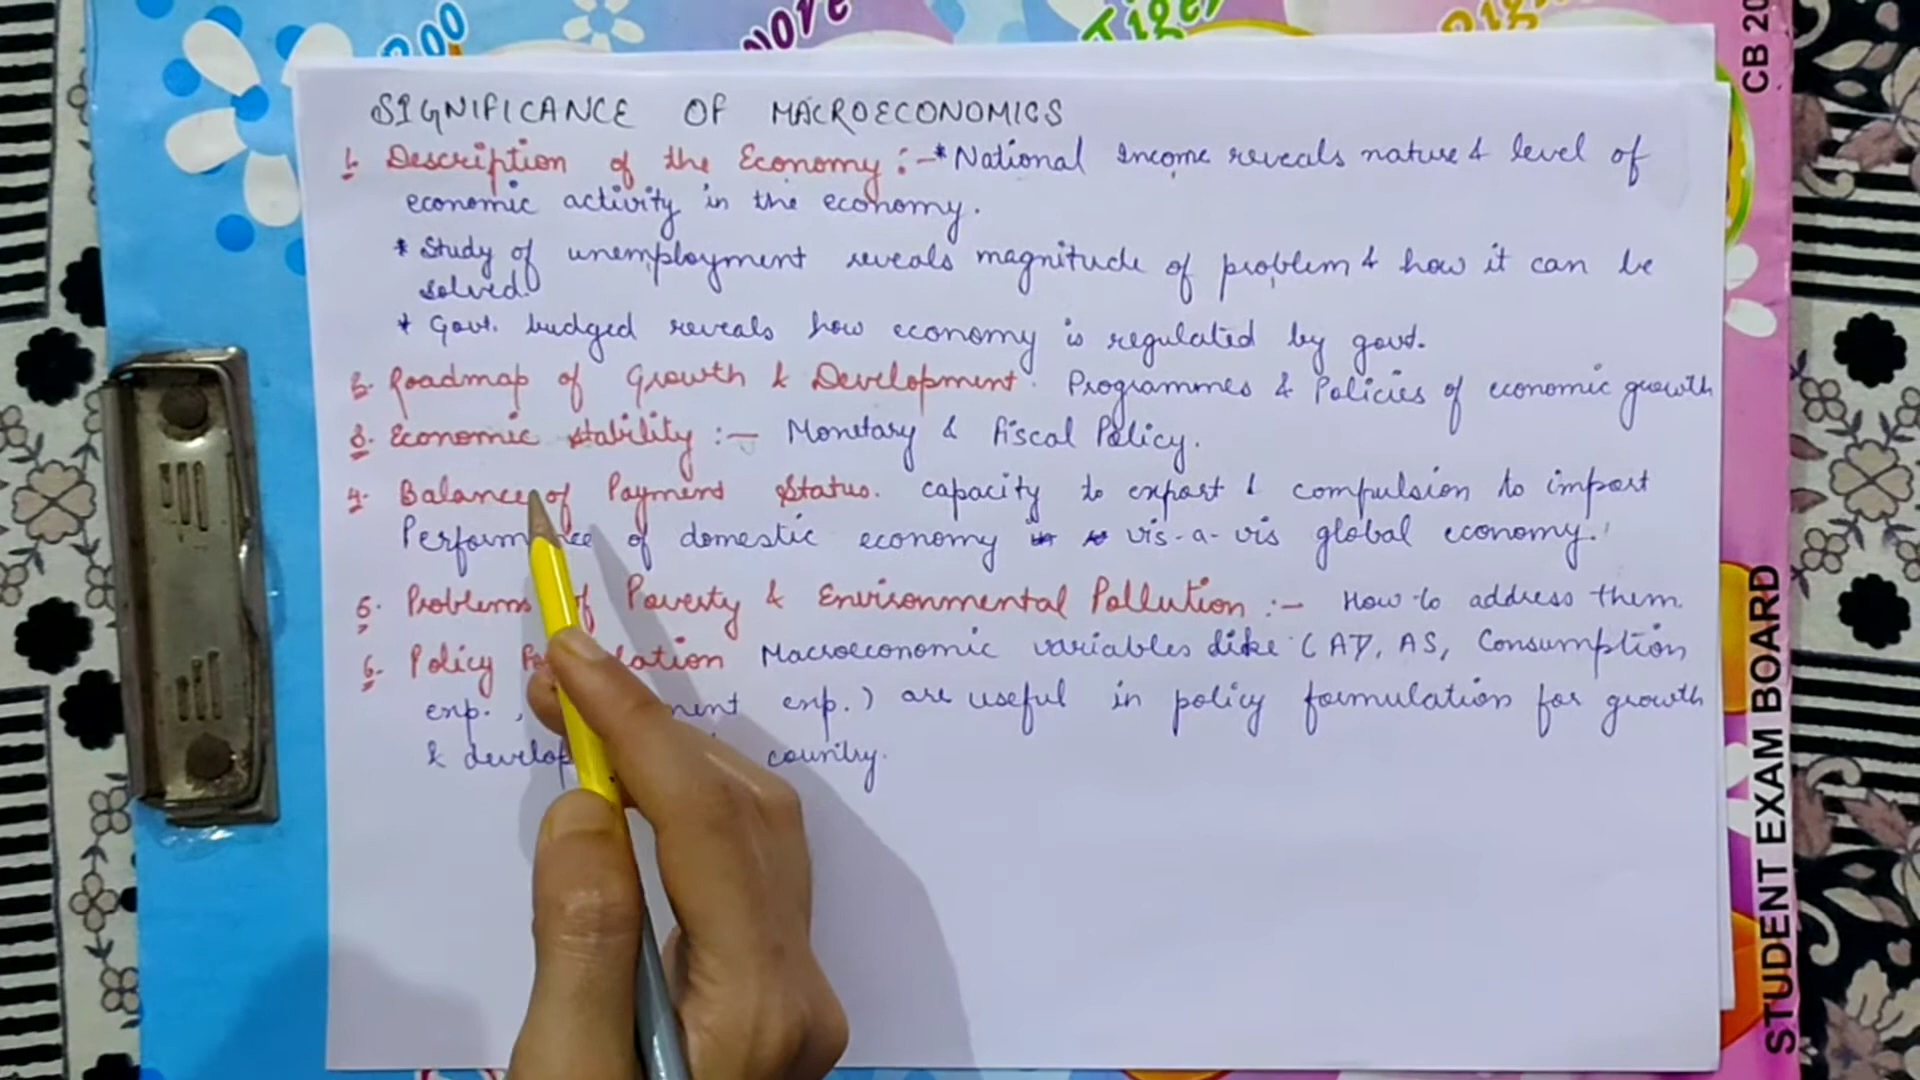 SIGNIFICANCE OF MACROECONOMICS
1. Description of the Economy :- * National Income reveals nature & level of
economic activity in the economy.
* Study of unemployment reveals magnitude of problem & how it can be
solved.
* Govt. budged reveals how economy is regulated by govt.
Roadmap of Growth & Development. Programmes & Policies of economic growth
3. Economic stability :- Monetary & Fiscal Policy.
4. Balance of Payment Status. capacity to export & compulsion to import
Performance of domestic economy vis-a-vis global economy.
5. Problems of Poverty & Environmental Pollution :- How to address them.
6. Policy lation Macroeconomic variables like (AD, AS, Consumption
exp., ment exp.) are useful in policy formulation for growth
& develop country.
STUDENT EXAM BOARD
CB 20